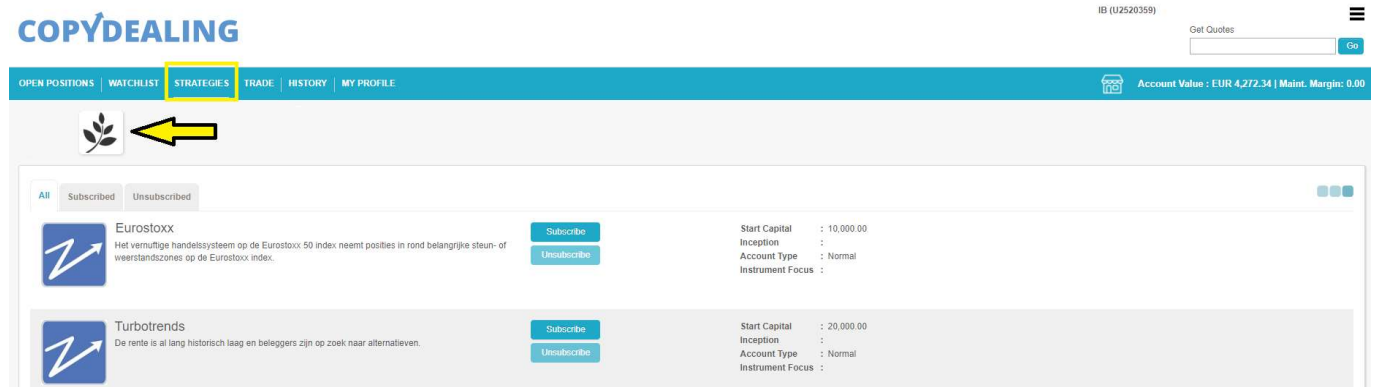 IB (U2520359)
COPYDEALING
Get Quotes
Go
OPEN POSITIONS | WATCHLIST | STRATEGIES | TRADE | HISTORY | MY PROFILE
Account Value : EUR 4,272.34 | Maint. Margin: 0.00
All Subscribed Unsubscribed
Eurostoxx
Het vernuftige handelssysteem op de Eurostoxx 50 index neemt posities in rond belangrijke steun- of
weerstandszones op de Eurostoxx index.
Subscribe
Unsubscribe
Start Capital : 10,000.00
Inception :
Account Type : Normal
Instrument Focus :
Turbotrends
De rente is al lang historisch laag en beleggers zijn op zoek naar alternatieven.
Subscribe
Unsubscribe
Start Capital : 20,000.00
Inception :
Account Type : Normal
Instrument Focus :